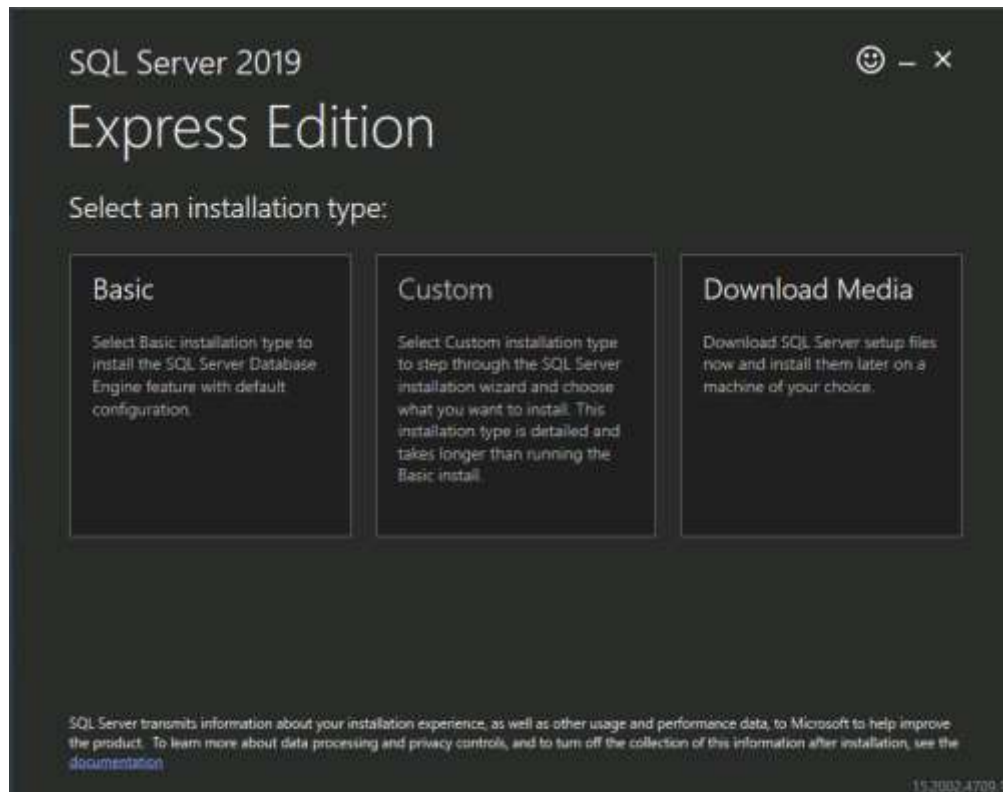 SQL Server 2019
Express Edition
Select an installation type:
Basic
Select Basic installation type to
install the SQL Server Database
Engine feature with default
configuration.
Custom
Select Custom installation type
to step through the SQL Server
installation wizard and choose
what you want to install. This
installation type is detailed and
takes longer than running the
Basic install.
Download Media
Download SQL Server setup files
now and install them later on a
machine of your choice.
SQL Server transmits information about your installation experience, as well as other usage and performance data, to Microsoft to help improve
the product. To learn more about data processing and privacy controls, and to turn off the collection of this information after installation, see the
documentation